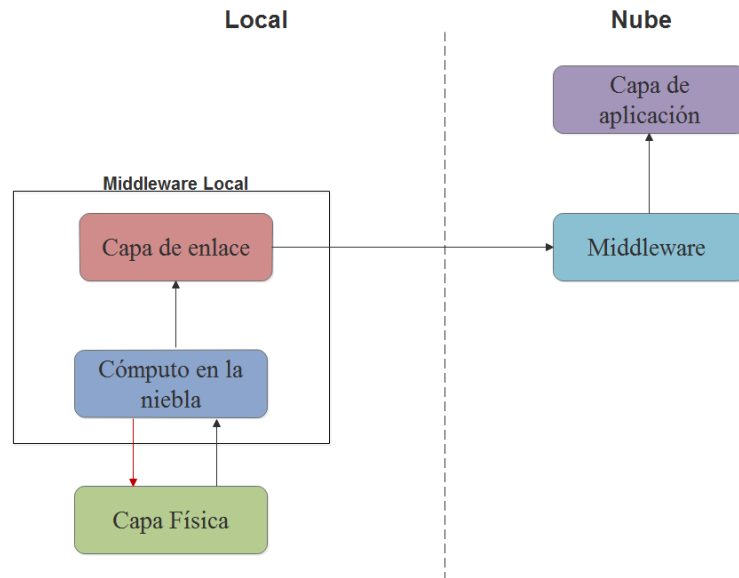 Local
Nube
Capa de
aplicación
Middleware Local
Capa de enlace
Middleware
Cómputo en la
niebla
Capa Física